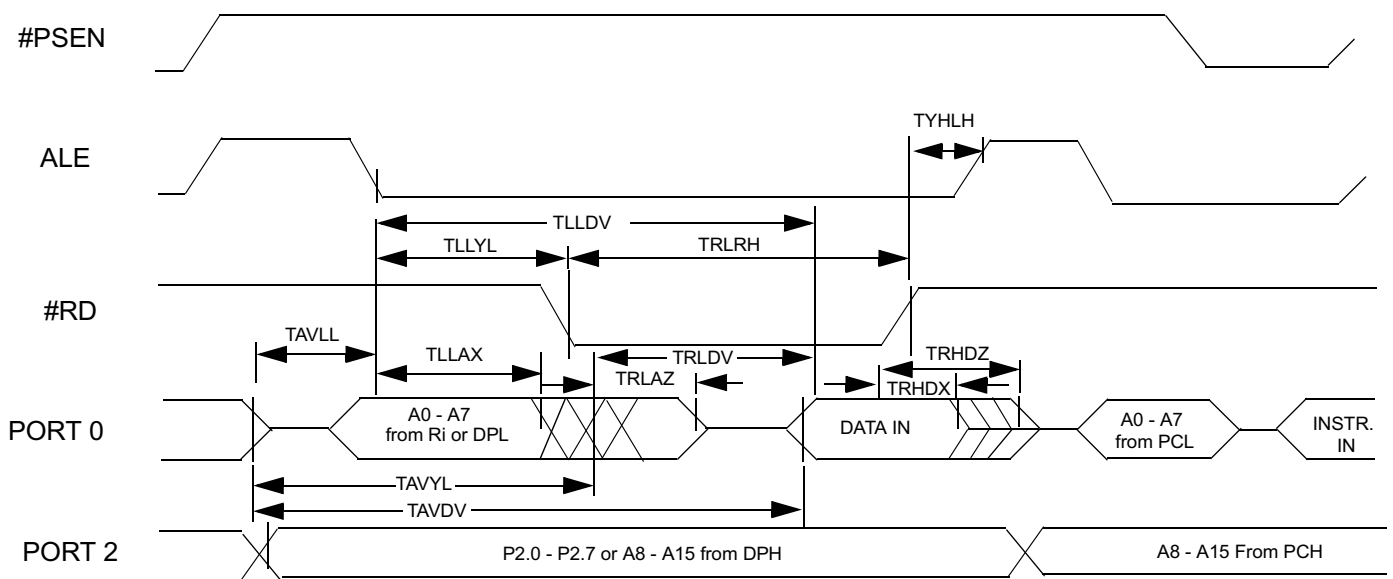 #PSEN
TYHLH
ALE
TLLDV
TLLYL
TRLRH
#RD
TAVLL
TLLAX
TRLDV
TRHDZ
TRLAZ
TRHDX
PORT 0
A0 - A7
from Ri or DPL
DATA IN
A0 - A7
from PCL
INSTR.
IN
TAVYL
TAVDV
PORT 2
P2.0 - P2.7 or A8 - A15 from DPH
A8 - A15 From PCH